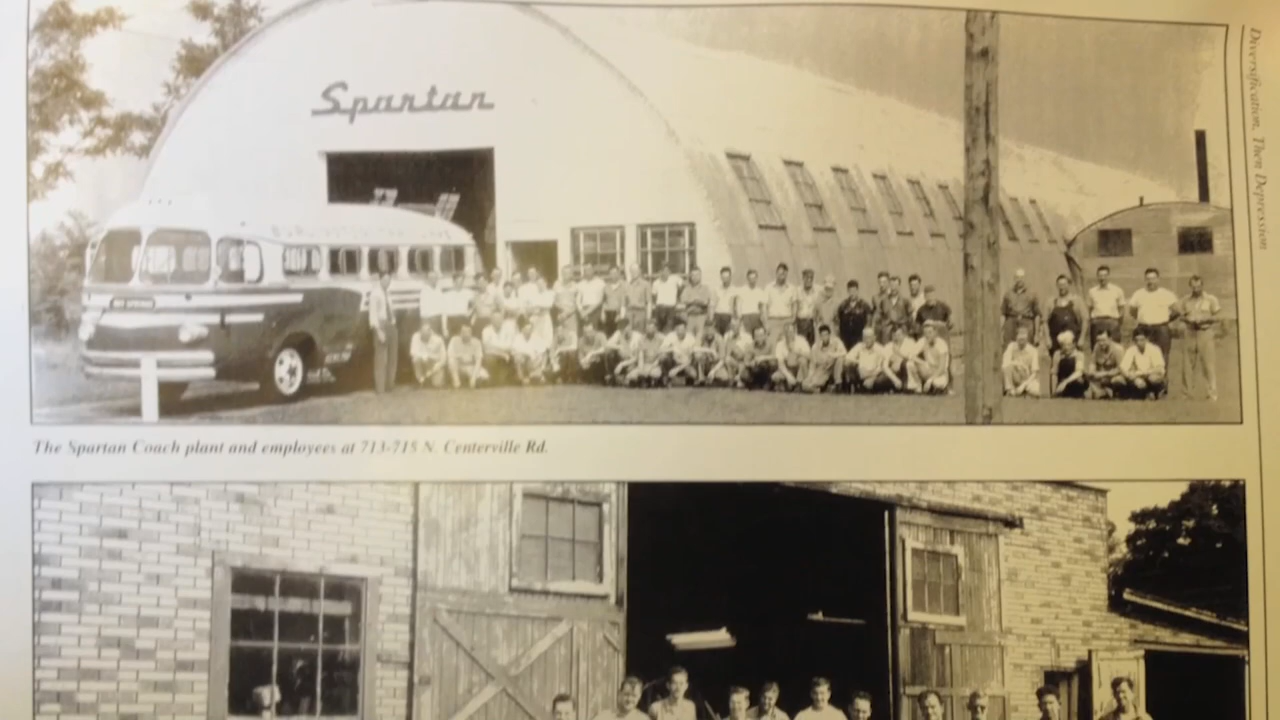 Spartan
The Spartan Coach plant and employees at 713-715 N. Centerville Rd.
Diversification, Then Depression